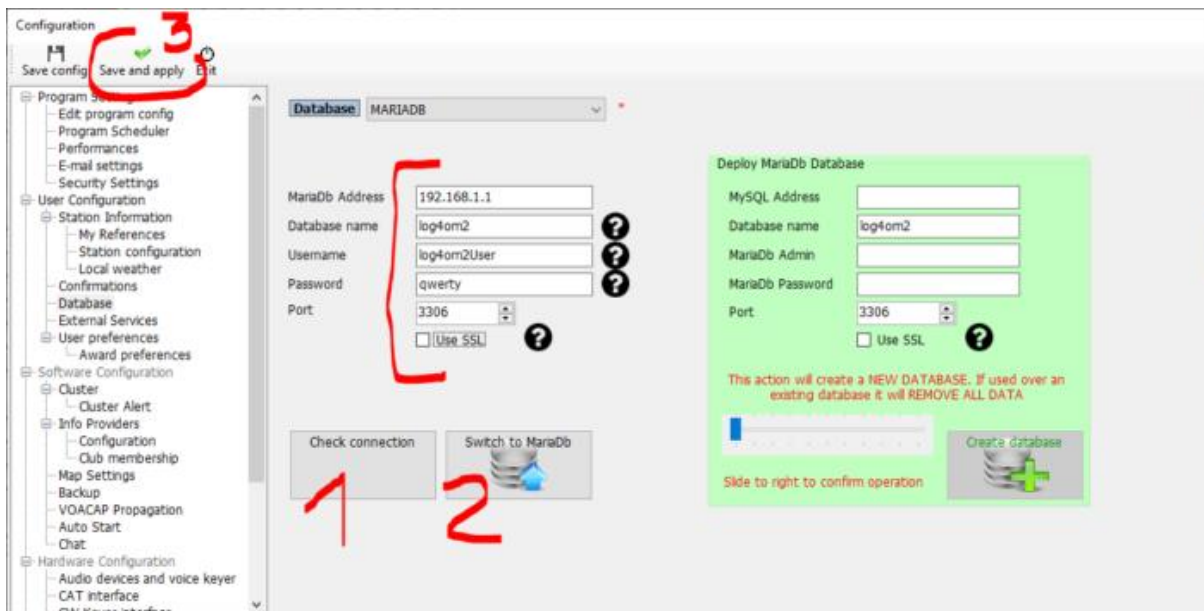 Configuration
3
Save config Save and apply Exit
Program
Edit program config
Program Scheduler
Performances
E-mail settings
Security Settings
User Configuration
Station Information
My References
Station configuration
Local weather
Confirmations
Database
External Services
User preferences
Award preferences
Software Configuration
Cluster
Cluster Alert
Info Providers
Configuration
Club membership
Map Settings
Backup
VOACAP Propagation
Auto Start
Chat
Hardware Configuration
Audio devices and voice keyer
CAT interface
Database MARIADB *
MariaDb Address 192.168.1.1
Database name log4om2 ?
Username log4om2User ?
Password qwerty ?
Port 3306
Use SSL ?
Check connection
1
Switch to MariaDb
2
Deploy MariaDb Database
MySQL Address
Database name log4om2
MariaDb Admin
MariaDb Password
Port 3306
Use SSL ?
This action will create a NEW DATABASE. If used over an
existing database it will REMOVE ALL DATA
Create database
Slide to right to confirm operation